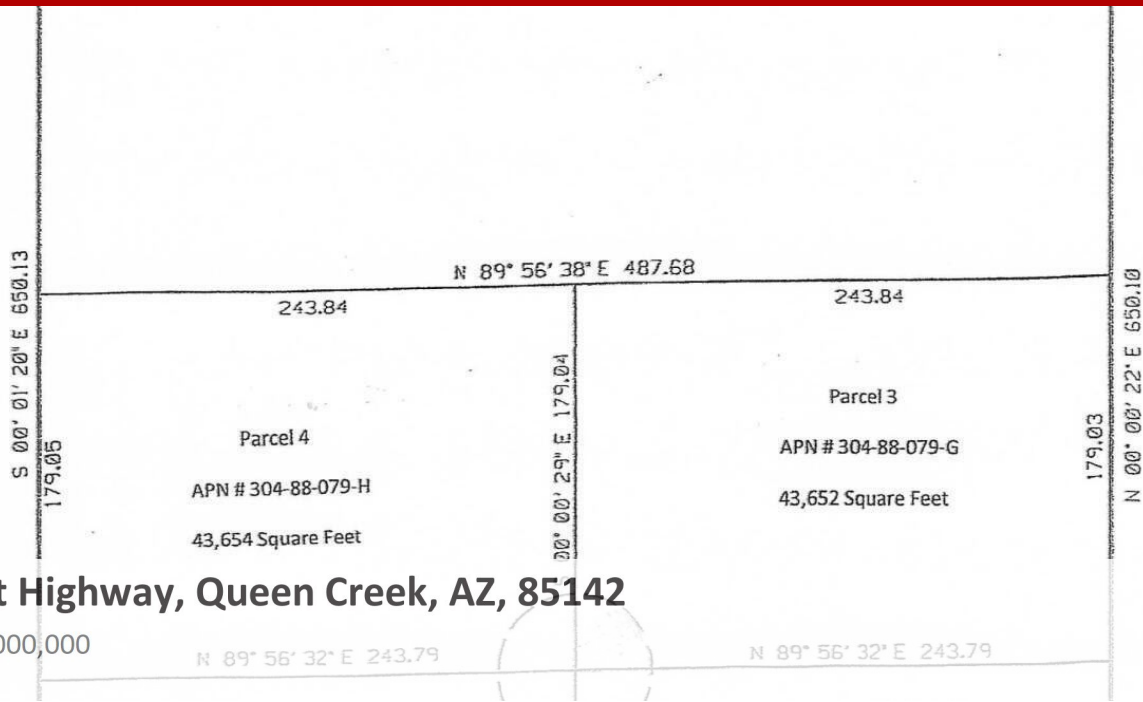 N 89° 56' 38" E 487.68
243.84
243.84
S 00° 01' 20" E 650.13
179.05
Parcel 4
APN # 304-88-079-H
43,654 Square Feet
00° 00' 29" E 179.04
Parcel 3
APN # 304-88-079-G
43,652 Square Feet
179.03
N 00° 00' 22" E 650.10
t Highway, Queen Creek, AZ, 85142
000,000
N 89° 56' 32" E 243.79
N 89° 56' 32" E 243.79